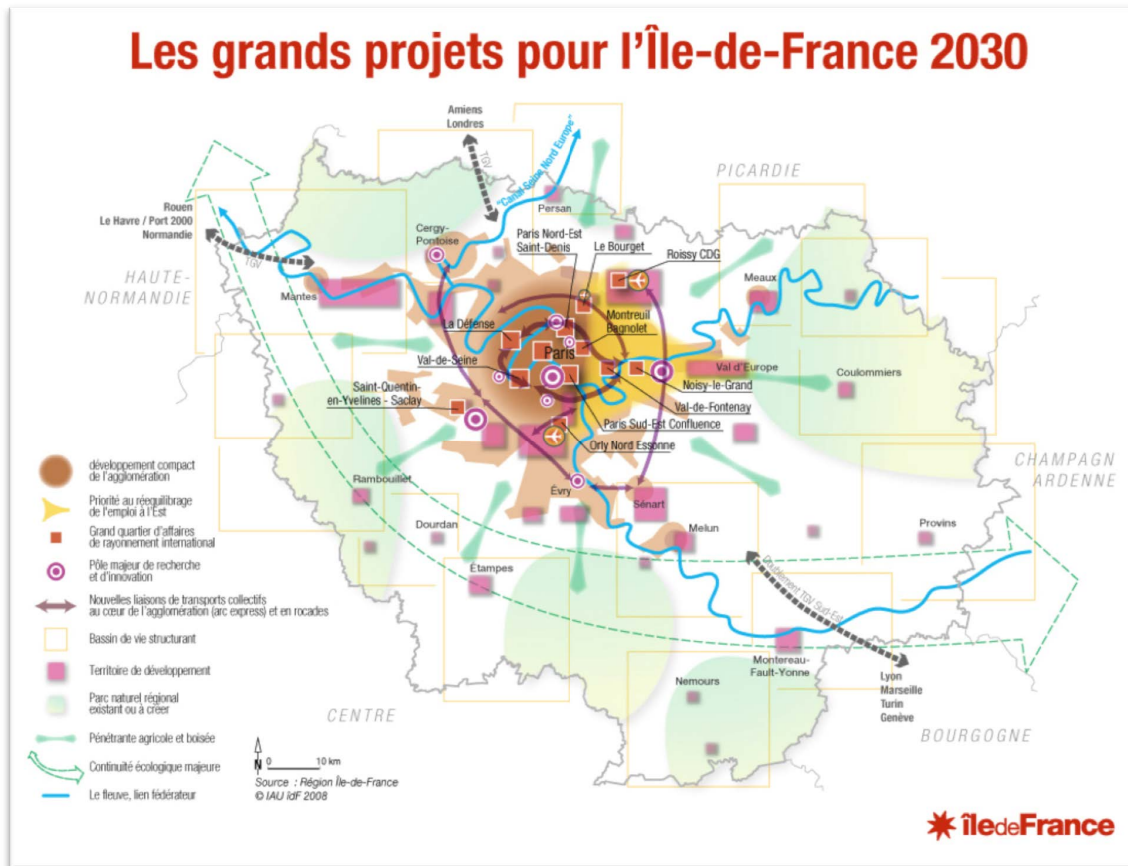 Les grands projets pour l'Île-de-France 2030
Amiens
Londres
TGV
"Canal Seine Nord Europe"
PICARDIE
Rouen
Le Havre / Port 2000
Normandie
TGV
Persan
Cergy-
Pontoise
Paris Nord-Est
Saint-Denis
Le Bourget
Roissy CDG
HAUTE-
NORMANDIE
Mantes
Meaux
La Défense
Montreuil
Bagnolet
Paris
Val-de-Seine
Val d'Europe
Coulommiers
Noisy-le-Grand
Saint-Quentin-
en-Yvelines - Saclay
Val-de-Fontenay
Paris Sud-Est Confluence
Orly Nord Essonne
CHAMPAGN
ARDENNE
Rambouillet
Évry
Sénart
Dourdan
Melun
Provins
Étampes
Doublement TGV Sud-Est
Montereau-
Fault-Yonne
Nemours
Lyon
Marseille
Turin
Genève
CENTRE
BOURGOGNE
développement compact
de l'agglomération
Priorité au rééquilibrage
de l'emploi à l'Est
Grand quartier d'affaires
de rayonnement international
Pôle majeur de recherche
et d'innovation
Nouvelles liaisons de transports collectifs
au cœur de l'agglomération (arc express) et en rocades
Bassin de vie structurant
Territoire de développement
Parc naturel régional
existant ou à créer
Pénétrante agricole et boisée
Continuité écologique majeure
Le fleuve, lien fédérateur
N
0 10 km
Source : Région Île-de-France
© IAU îdF 2008
îledeFrance